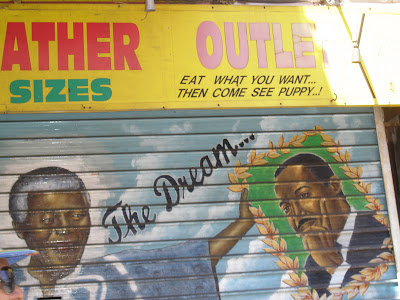 ATHER OUTLE
SIZES
EAT WHAT YOU WANT...
THEN COME SEE PUPPY..!
The Dream...